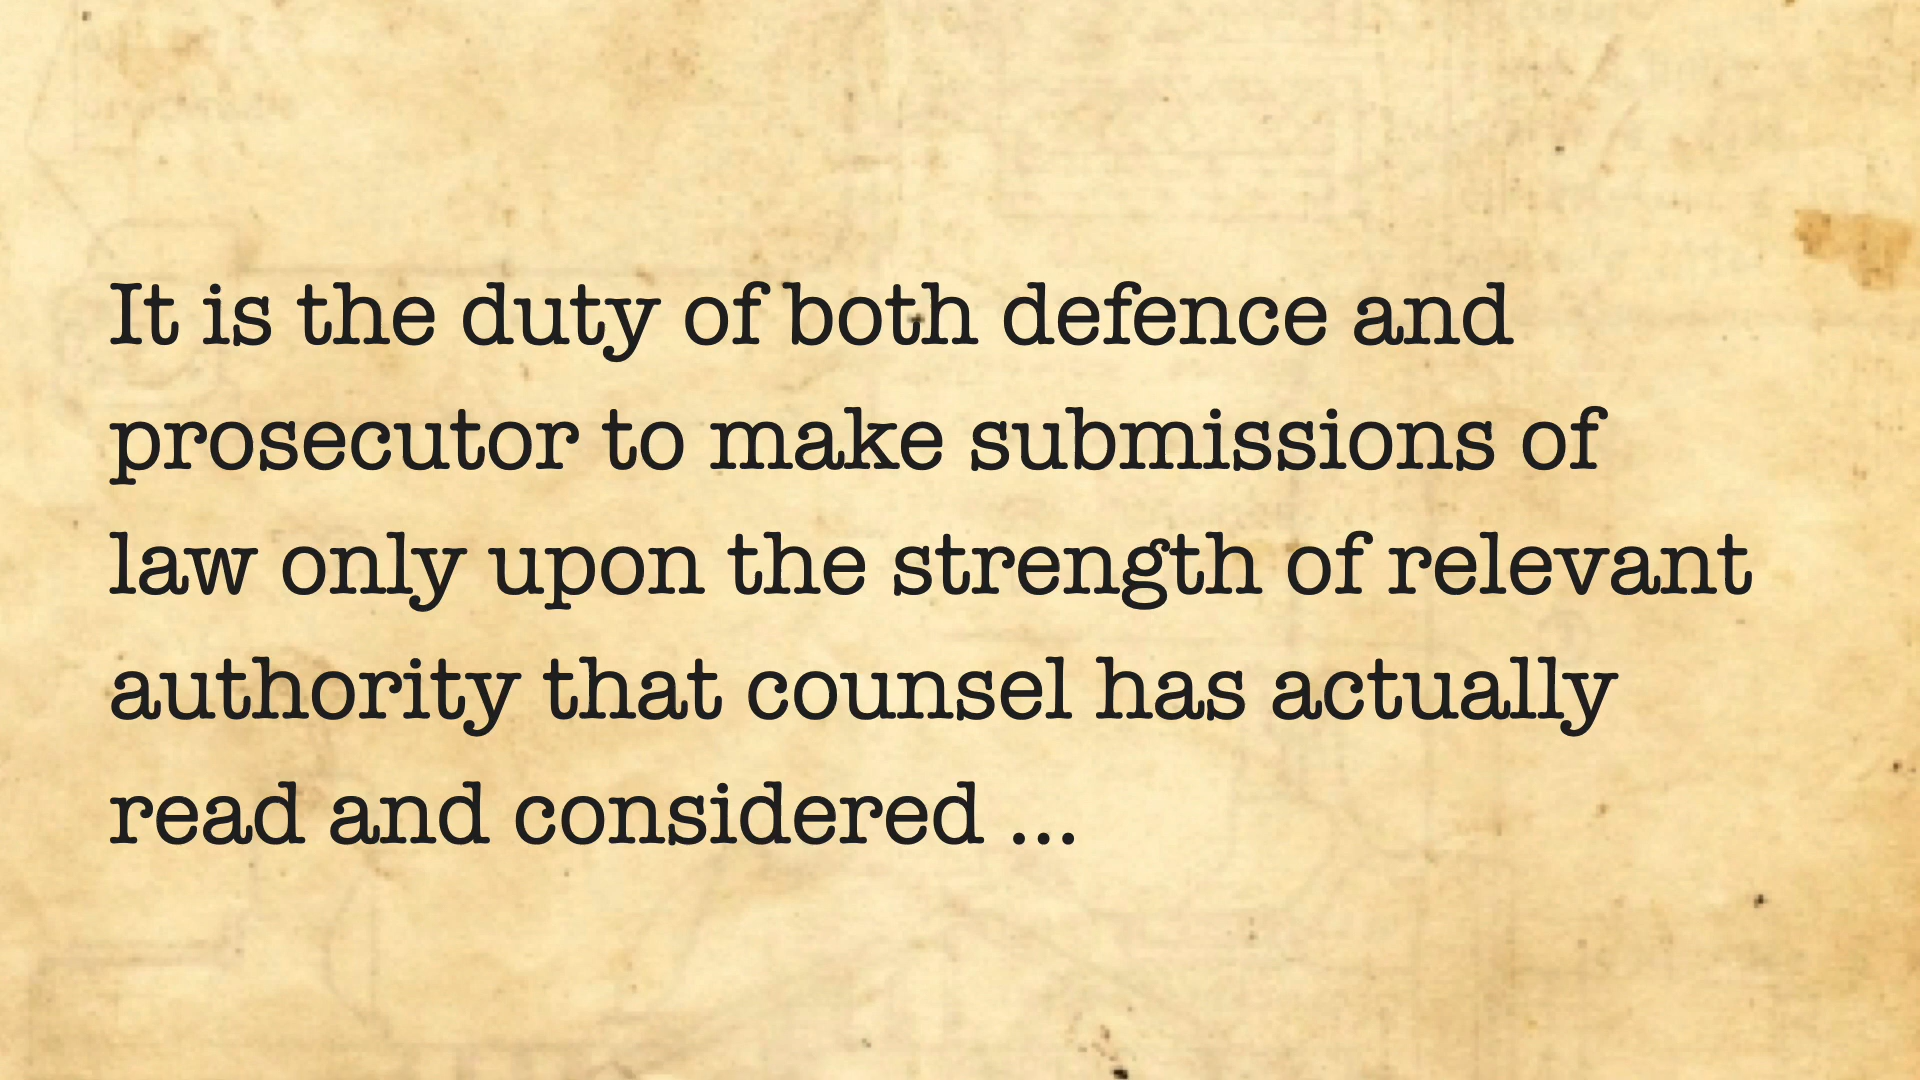 It is the duty of both defence and
prosecutor to make submissions of
law only upon the strength of relevant
authority that counsel has actually
read and considered ...